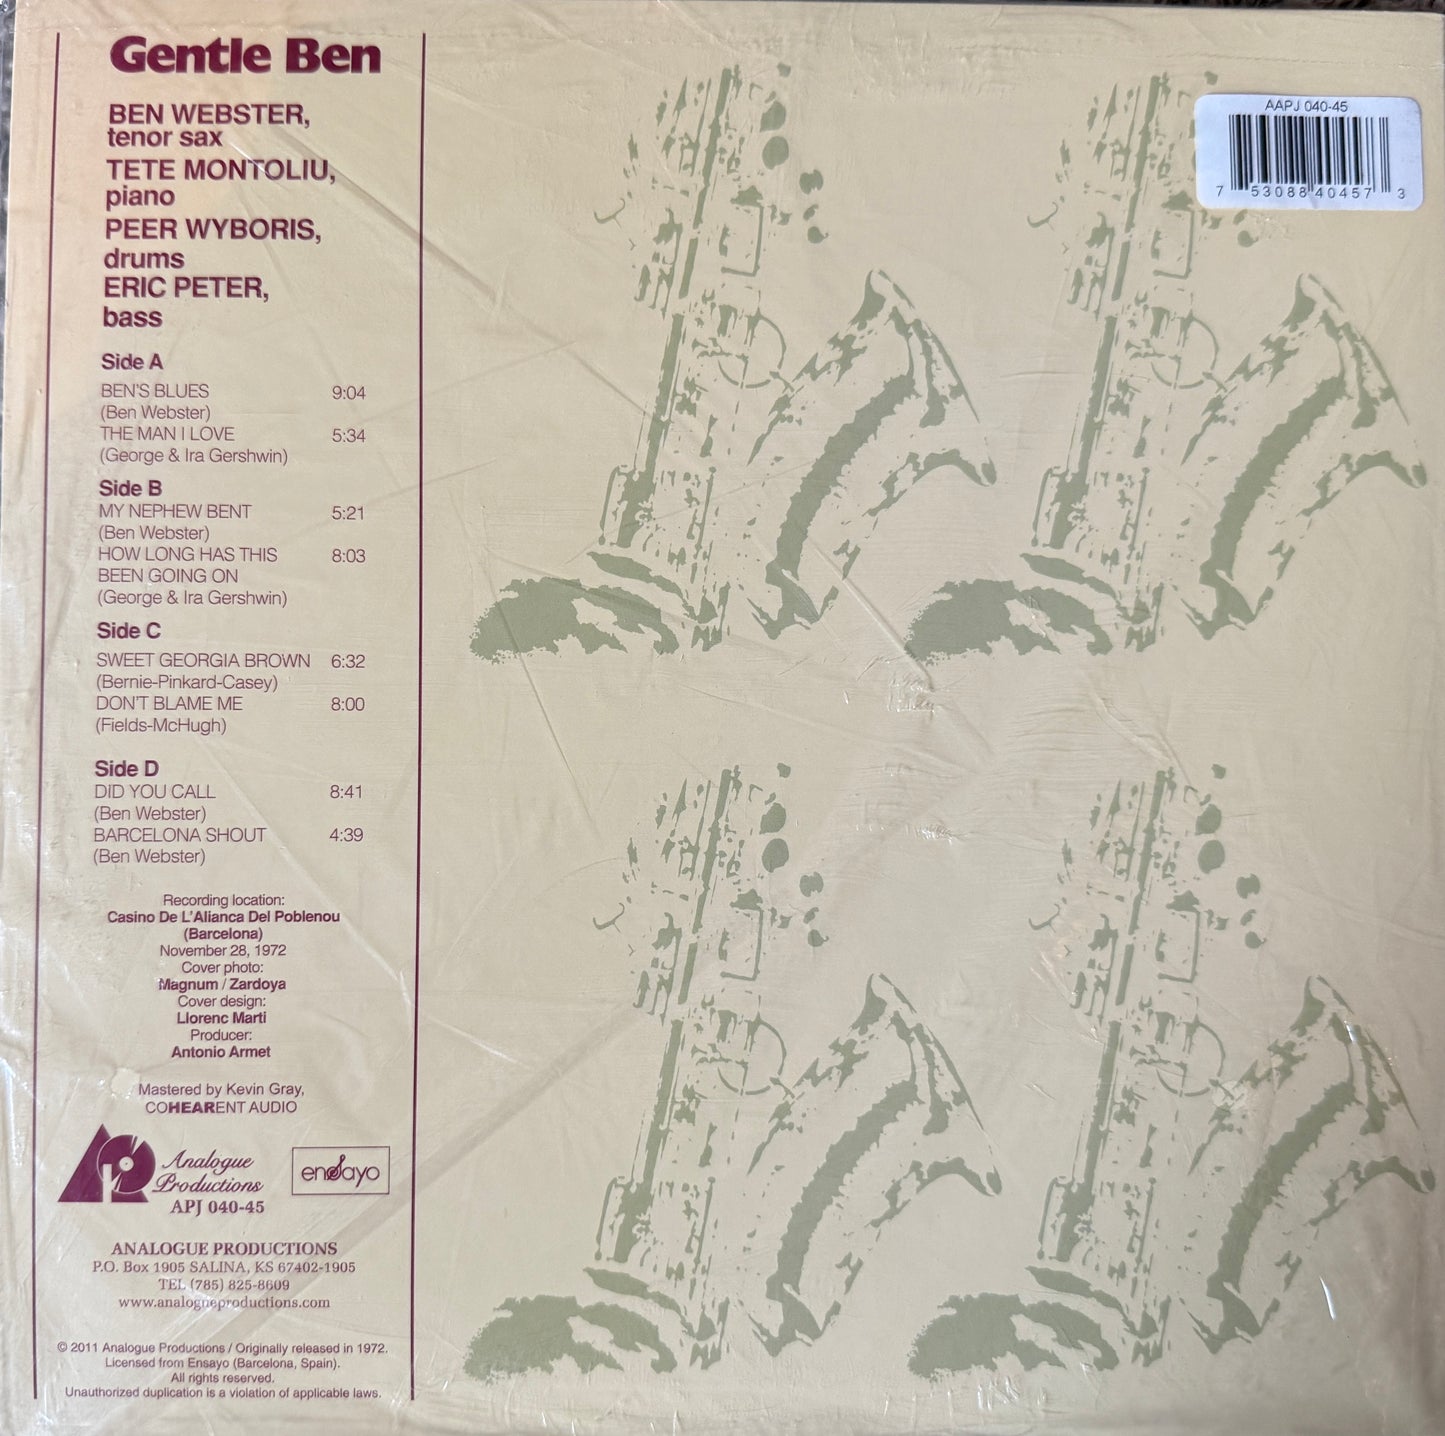 Gentle Ben
BEN WEBSTER,
tenor sax
TETE MONTOLIU,
piano
PEER WYBORIS,
drums
ERIC PETER,
bass
Side A
BEN'S BLUES 9:04
(Ben Webster)
THE MAN I LOVE 5:34
(George & Ira Gershwin)
Side B
MY NEPHEW BENT 5:21
(Ben Webster)
HOW LONG HAS THIS 8:03
BEEN GOING ON
(George & Ira Gershwin)
Side C
SWEET GEORGIA BROWN 6:32
(Bernie-Pinkard-Casey)
DON'T BLAME ME 8:00
(Fields-McHugh)
Side D
DID YOU CALL 8:41
(Ben Webster)
BARCELONA SHOUT 4:39
(Ben Webster)
Recording location:
Casino De L'Alianca Del Poblenou
(Barcelona)
November 28, 1972
Cover photo:
Magnum / Zardoya
Cover design:
Llorenc Marti
Producer:
Antonio Armet
Mastered by Kevin Gray,
COHEARENT AUDIO
Analogue
Productions
APJ 040-45
ensayo
ANALOGUE PRODUCTIONS
P.O. Box 1905 SALINA, KS 67402-1905
TEL (785) 825-8609
www.analogueproductions.com
© 2011 Analogue Productions / Originally released in 1972.
Licensed from Ensayo (Barcelona, Spain).
All rights reserved.
Unauthorized duplication is a violation of applicable laws.
AAPJ 040-45
7 53088 40457 3